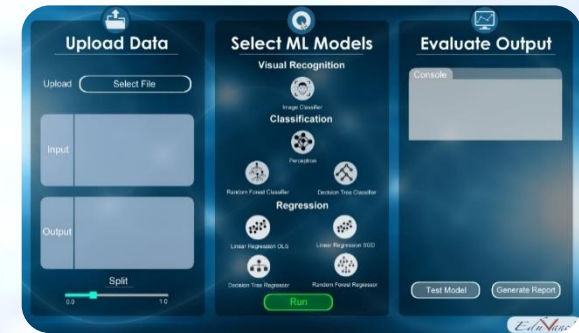 Upload Data
Upload
Select File
Input
Output
Split
0.0
1.0
Select ML Models
Visual Recognition
Image Classifier
Classification
Perceptron
Random Forest Classifier
Decision Tree Classifier
Regression
Linear Regression OLS
Linear Regression SGD
Decision Tree Regressor
Random Forest Regressor
Run
Evaluate Output
Console
Test Model
Generate Report